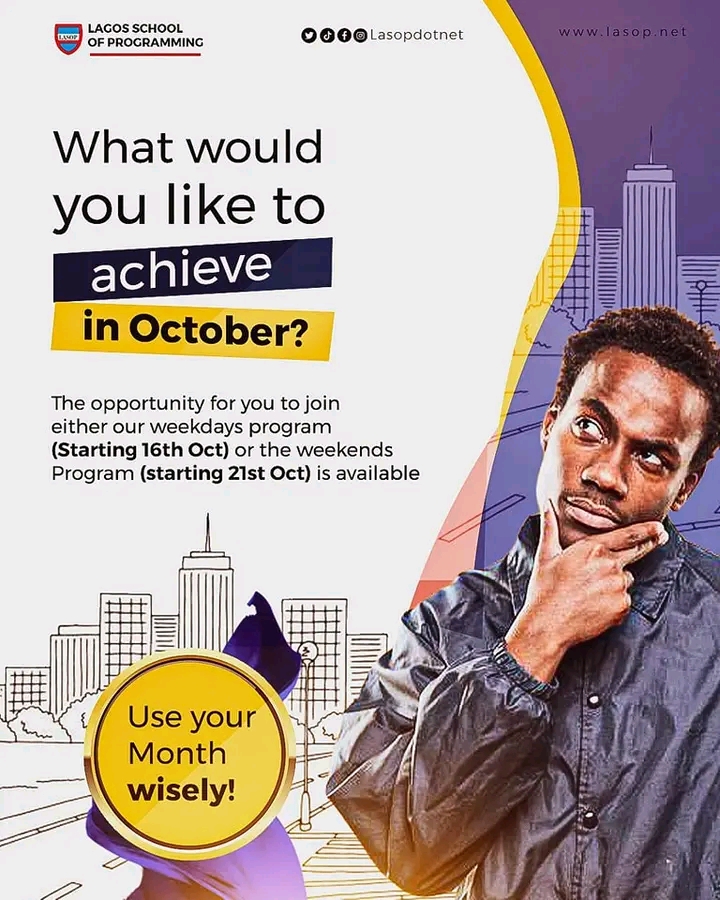 LAGOS SCHOOL
OF PROGRAMMING
LASOP
Lasopdotnet
www.lasop.net
What would
you like to
achieve
in October?
The opportunity for you to join
either our weekdays program
(Starting 16th Oct) or the weekends
Program (starting 21st Oct) is available
Use your
Month
wisely!